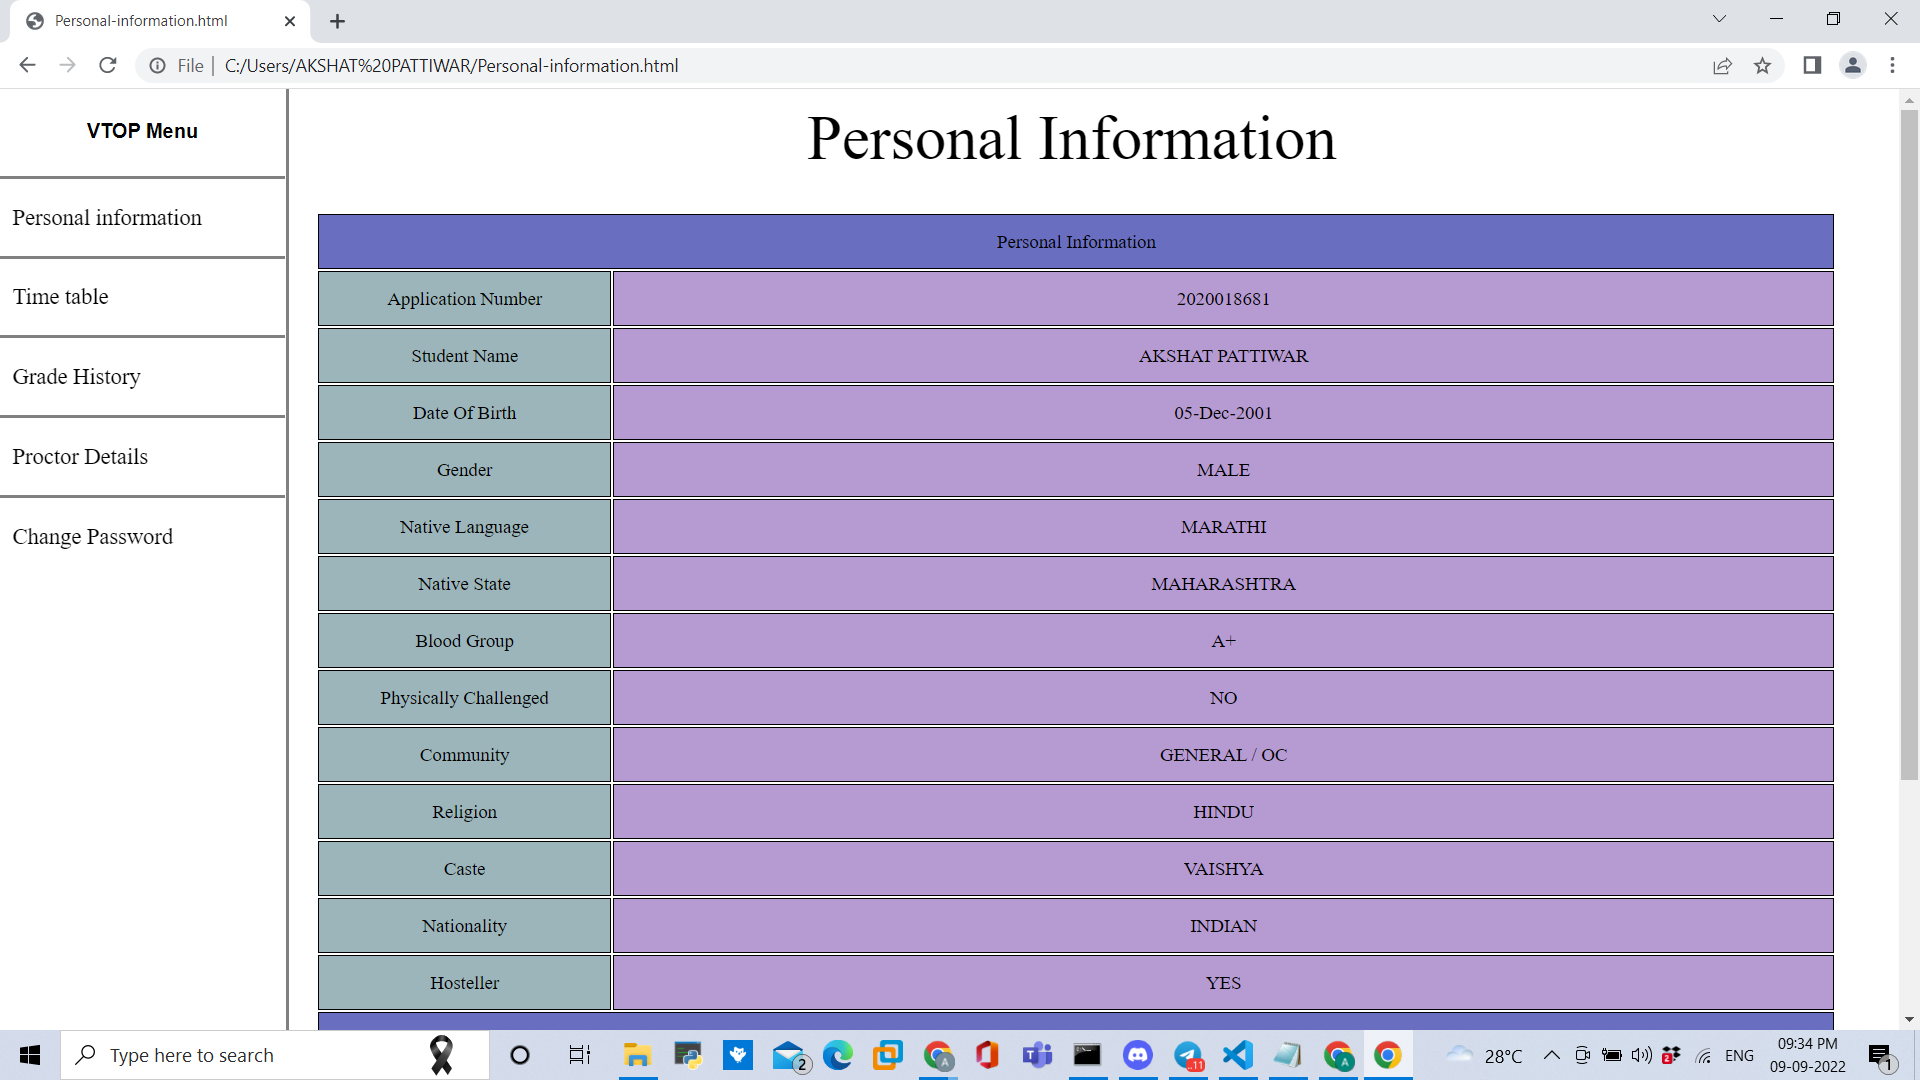 Personal-information.html
File | C:/Users/AKSHAT%20PATTIWAR/Personal-information.html
VTOP Menu
Personal information
Time table
Grade History
Proctor Details
Change Password
Personal Information
Personal Information
Application Number 2020018681
Student Name AKSHAT PATTIWAR
Date Of Birth 05-Dec-2001
Gender MALE
Native Language MARATHI
Native State MAHARASHTRA
Blood Group A+
Physically Challenged NO
Community GENERAL / OC
Religion HINDU
Caste VAISHYA
Nationality INDIAN
Hosteller YES
Type here to search
2
A
..11
A
28°C
2
ENG
09:34 PM
09-09-2022
1